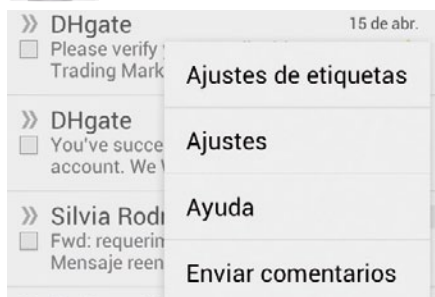 DHgate 15 de abr.
Please verify
Trading Mark
Ajustes de etiquetas
DHgate
You've succe
account. We
Ajustes
Silvia Rodr
Fwd: requerim
Mensaje reen
Ayuda
Enviar comentarios